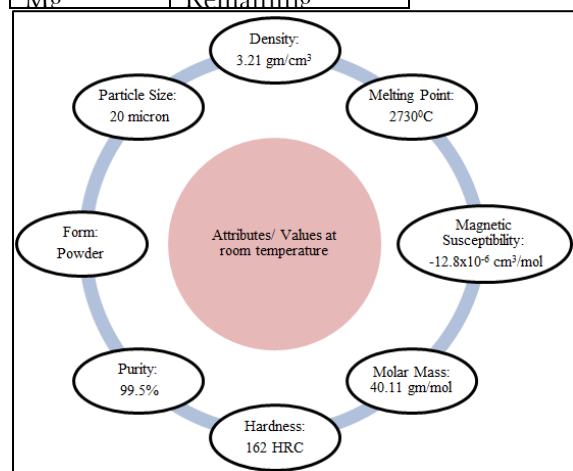 Mg Remaining
Density:
3.21 gm/cm³
Particle Size:
20 micron
Melting Point:
2730⁰C
Form:
Powder
Attributes/ Values at
room temperature
Magnetic
Susceptibility:
-12.8x10⁻⁶ cm³/mol
Purity:
99.5%
Molar Mass:
40.11 gm/mol
Hardness:
162 HRC